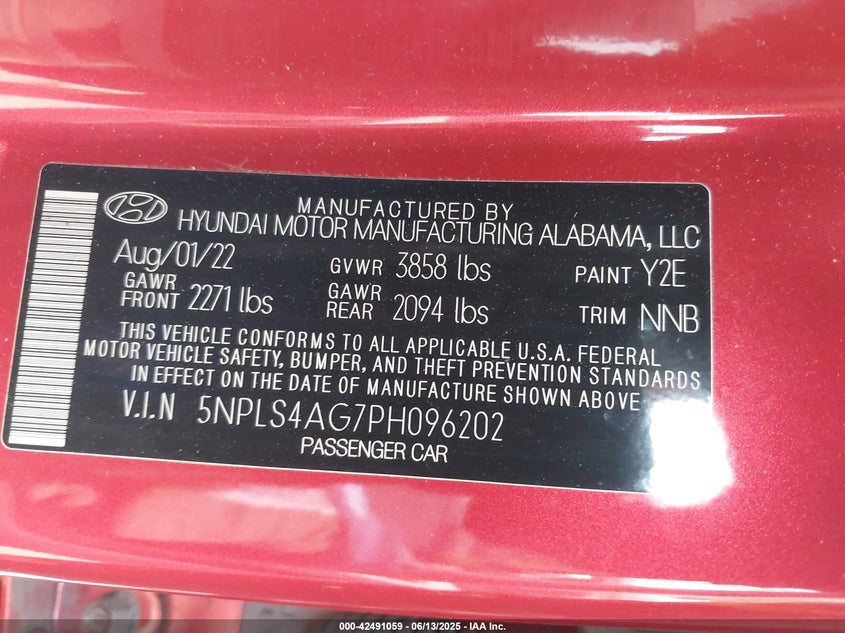 MANUFACTURED BY
HYUNDAI MOTOR MANUFACTURING ALABAMA, LLC
Aug/01/22 GVWR 3858 lbs PAINT Y2E
GAWR FRONT 2271 lbs GAWR REAR 2094 lbs TRIM NNB
THIS VEHICLE CONFORMS TO ALL APPLICABLE U.S.A. FEDERAL
MOTOR VEHICLE SAFETY, BUMPER, AND THEFT PREVENTION STANDARDS
IN EFFECT ON THE DATE OF MANUFACTURE SHOWN ABOVE
V.I.N 5NPLS4AG7PH096202
PASSENGER CAR
000-42491059 - 06/13/2025 - IAA Inc.